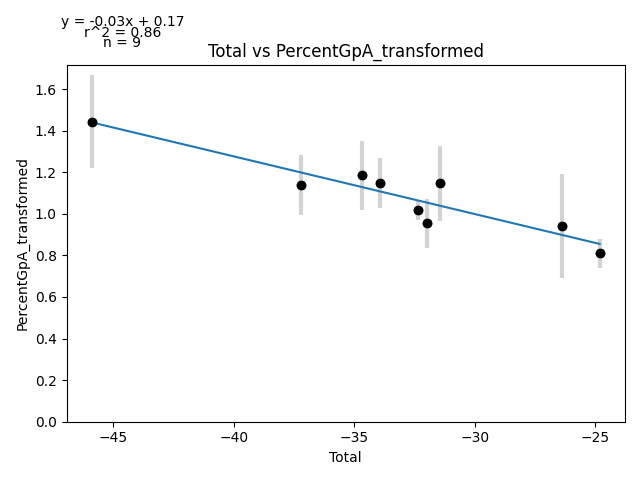 y = -0.03x + 0.17
r^2 = 0.86
n = 9
Total vs PercentGpA_transformed
PercentGpA_transformed
1.6
1.4
1.2
1.0
0.8
0.6
0.4
0.2
0.0
−45
−40
−35
−30
−25
Total